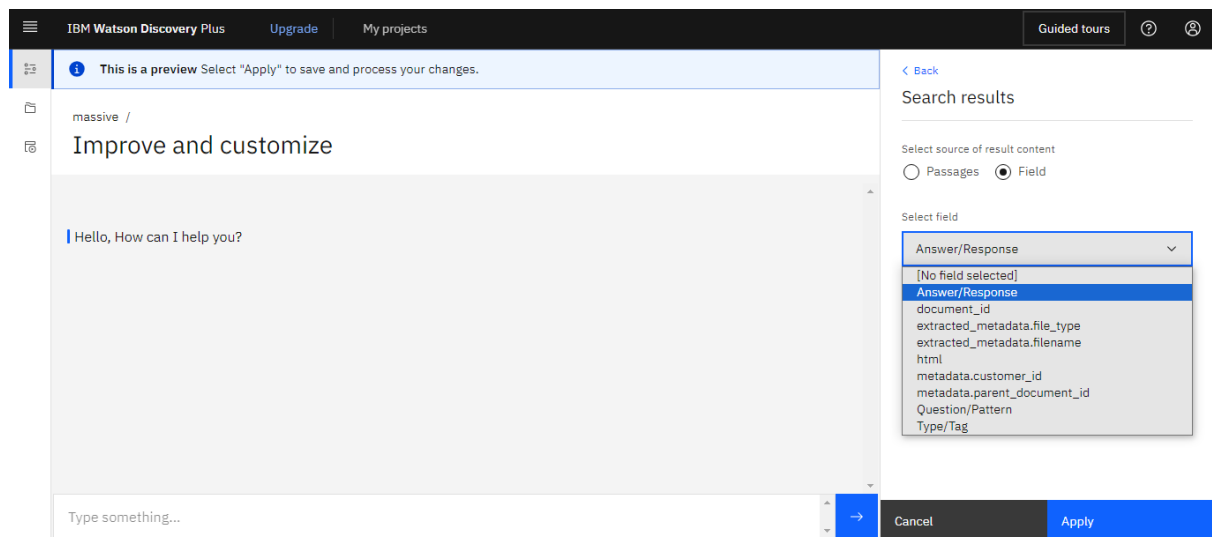 IBM Watson Discovery Plus Upgrade My projects Guided tours
This is a preview Select "Apply" to save and process your changes.
massive /
Improve and customize
Hello, How can I help you?
Type something...
Back
Search results
Select source of result content
Passages Field
Select field
Answer/Response
[No field selected]
Answer/Response
document_id
extracted_metadata.file_type
extracted_metadata.filename
html
metadata.customer_id
metadata.parent_document_id
Question/Pattern
Type/Tag
Cancel Apply